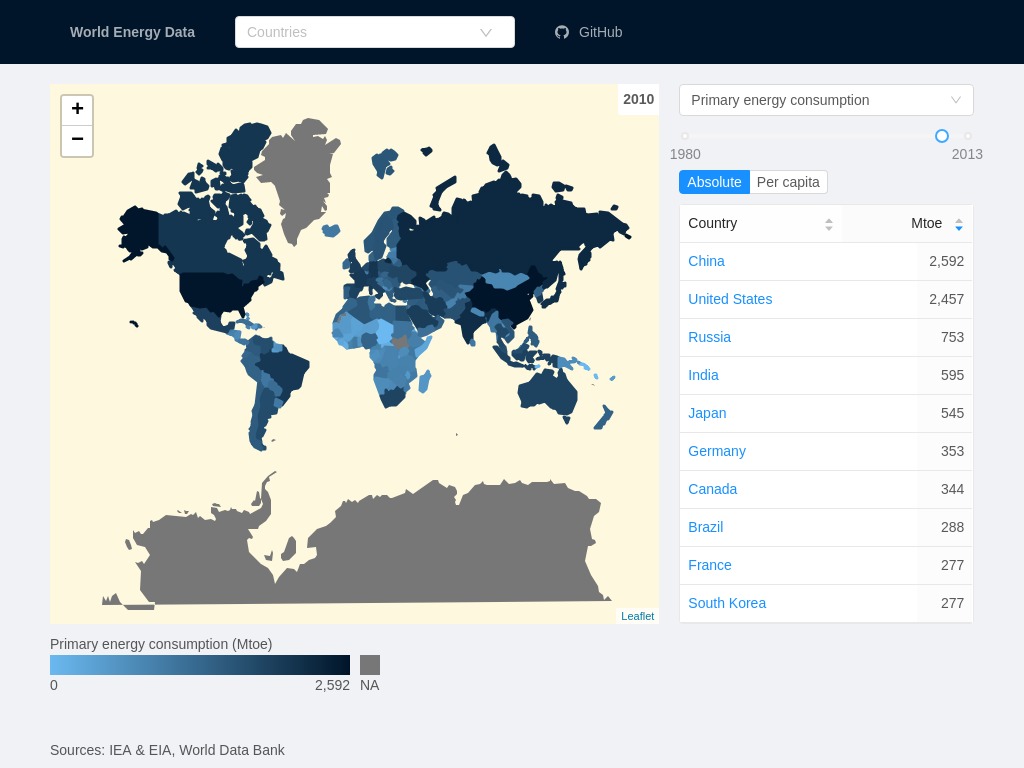 World Energy Data
Countries
GitHub
+
−
2010
Leaflet
Primary energy consumption
1980 2013
Absolute Per capita
Country Mtoe
China 2,592
United States 2,457
Russia 753
India 595
Japan 545
Germany 353
Canada 344
Brazil 288
France 277
South Korea 277
Primary energy consumption (Mtoe)
0 2,592 NA
Sources: IEA & EIA, World Data Bank